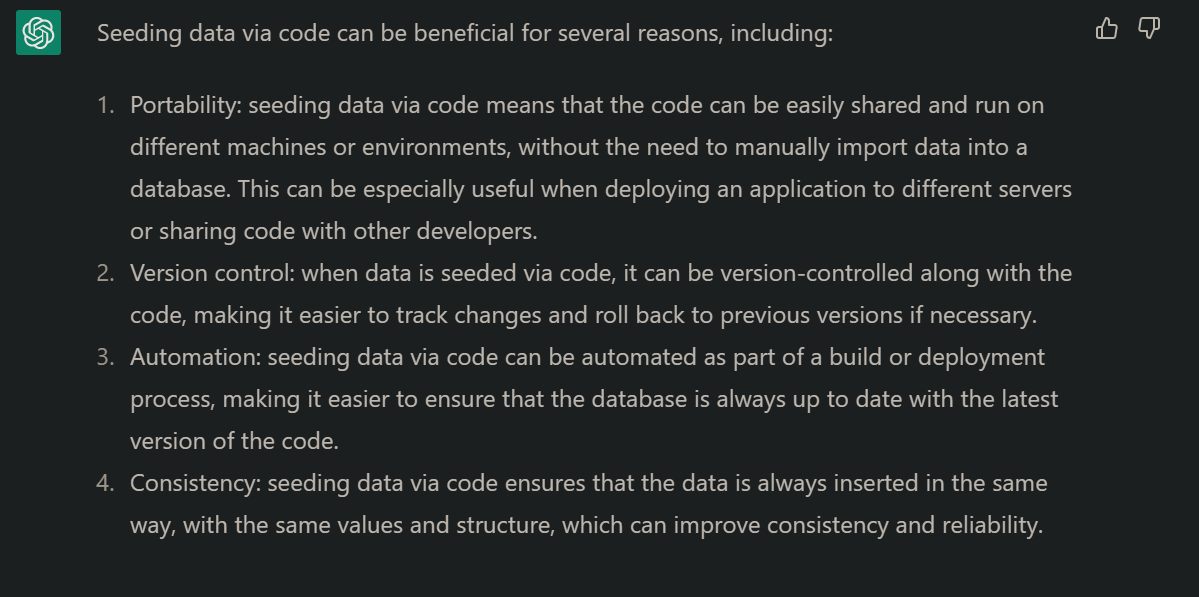 Seeding data via code can be beneficial for several reasons, including:
1. Portability: seeding data via code means that the code can be easily shared and run on
different machines or environments, without the need to manually import data into a
database. This can be especially useful when deploying an application to different servers
or sharing code with other developers.
2. Version control: when data is seeded via code, it can be version-controlled along with the
code, making it easier to track changes and roll back to previous versions if necessary.
3. Automation: seeding data via code can be automated as part of a build or deployment
process, making it easier to ensure that the database is always up to date with the latest
version of the code.
4. Consistency: seeding data via code ensures that the data is always inserted in the same
way, with the same values and structure, which can improve consistency and reliability.